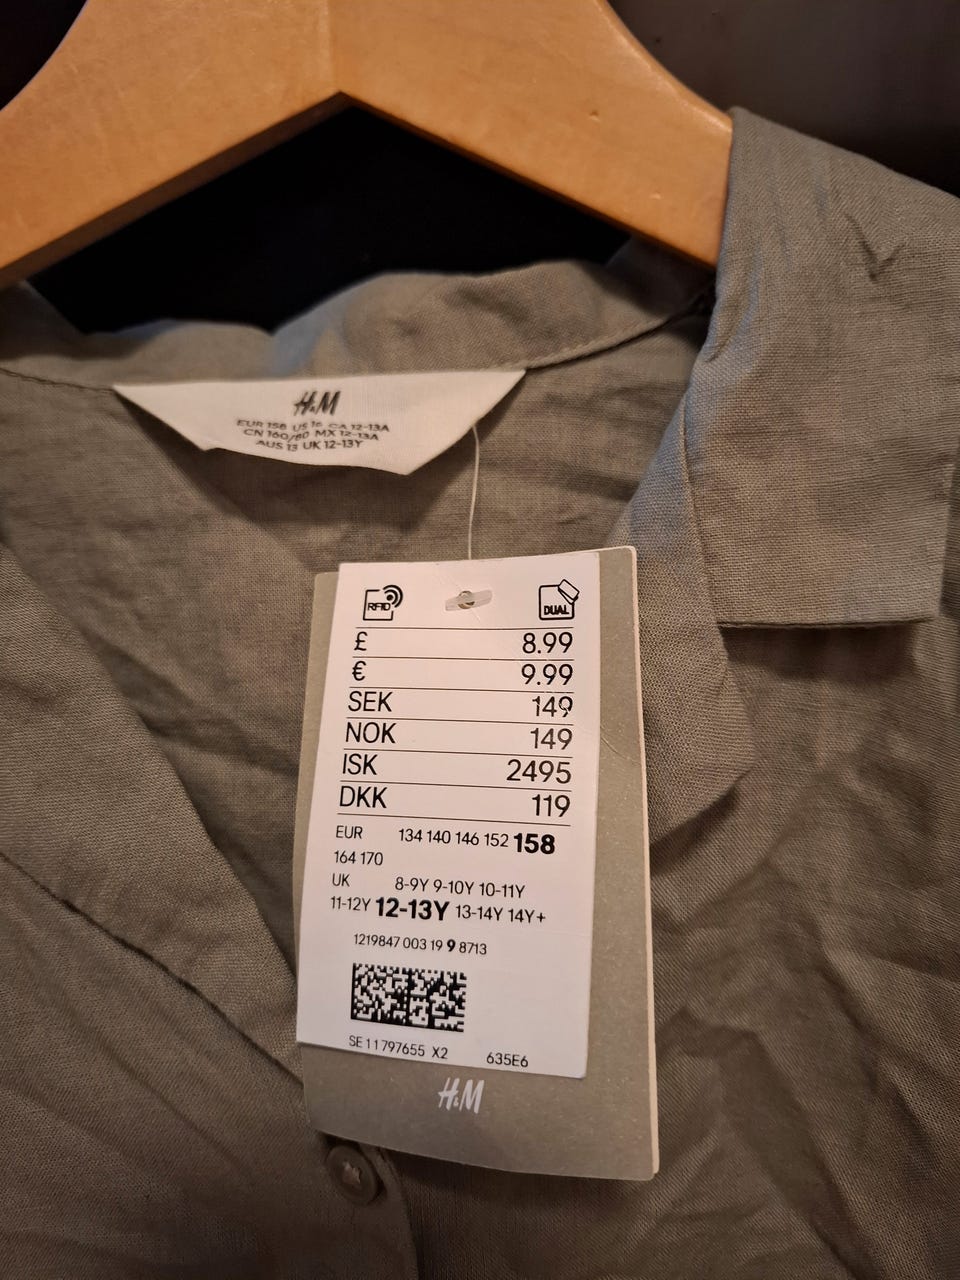 H&M
EUR 158 US 16 CA 12-13A
CN 160/80 MX 12-13A
AUS 13 UK 12-13Y
RFID
DUAL
£ 8.99
€ 9.99
SEK 149
NOK 149
ISK 2495
DKK 119
EUR 134 140 146 152 158
164 170
UK 8-9Y 9-10Y 10-11Y
11-12Y 12-13Y 13-14Y 14Y+
1219847 003 19 9 8713
SE 11797655 X2 635E6
H&M